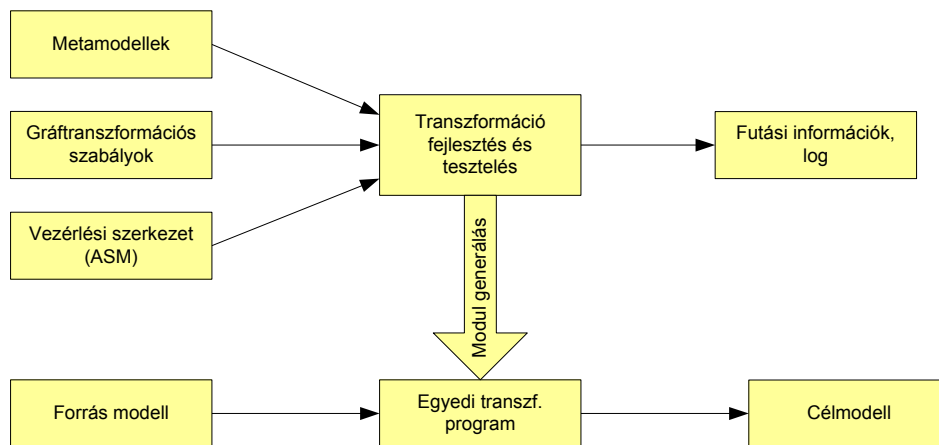 Metamodellek
Gráftranszformációs
szabályok
Vezérlési szerkezet
(ASM)
Transzformáció
fejlesztés és
tesztelés
Futási információk,
log
Modul generálás
Forrás modell
Egyedi transzf.
program
Célmodell